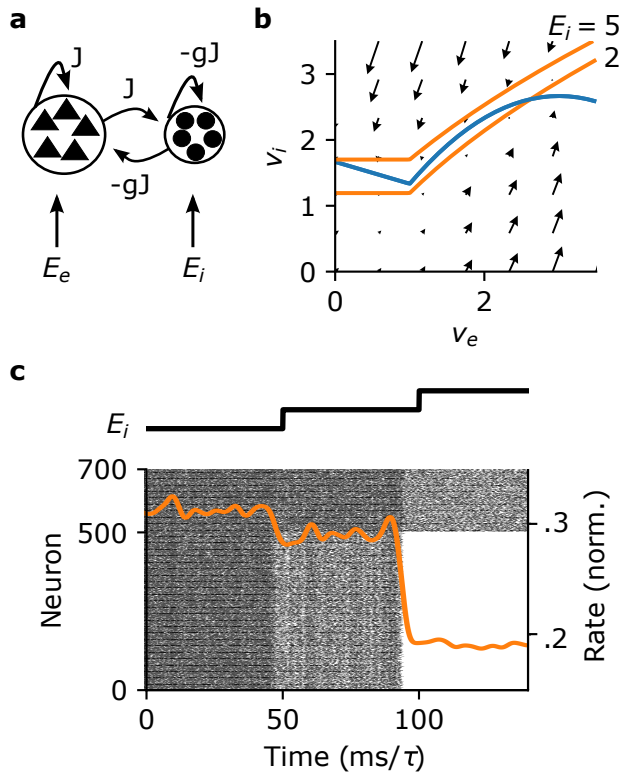 a
J
J
-gJ
-gJ
E_e
E_i
b
E_i = 5
2
3
2
1
0
v_i
0
2
v_e
c
E_i
700
500
0
Neuron
.3
.2
Rate (norm.)
0
50
100
Time (ms/τ)